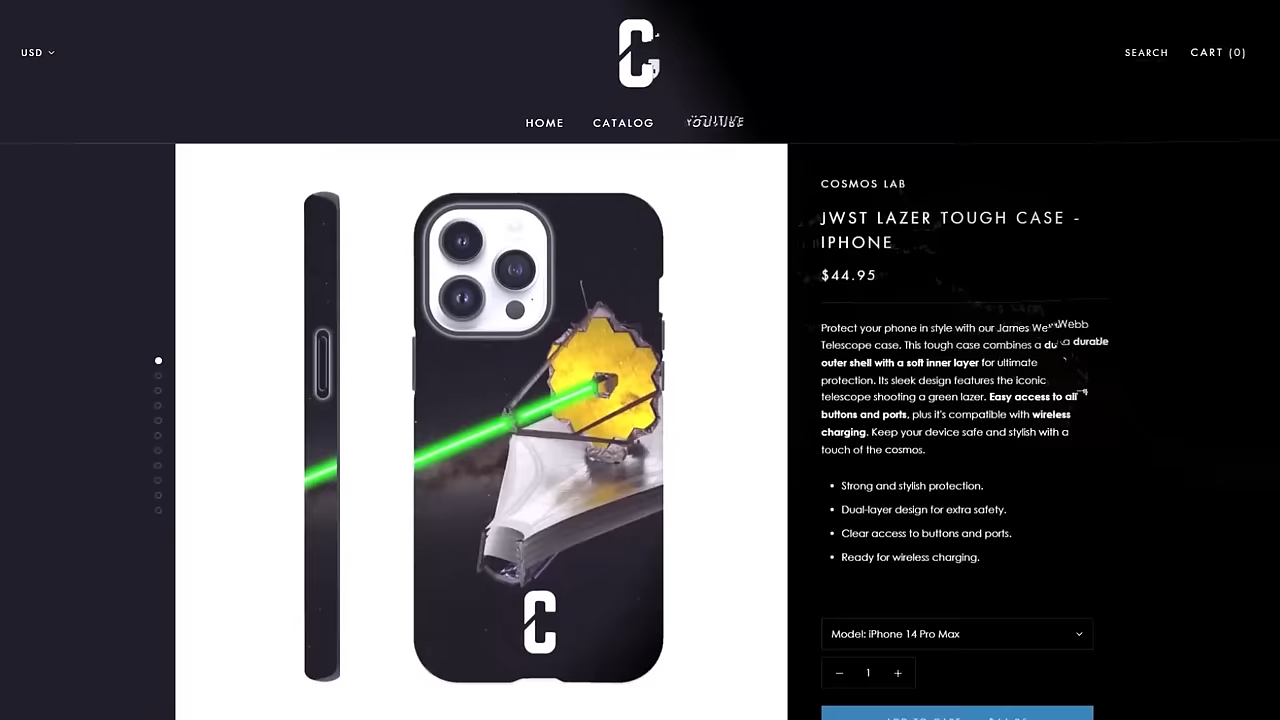 USD
SEARCH
CART (0)
HOME
CATALOG
COSMOS LAB
JWST LAZER TOUGH CASE -
IPHONE
$44.95
Protect your phone in style with our James Webb
Telescope case. This tough case combines a durable
outer shell with a soft inner layer for ultimate
protection. Its sleek design features the iconic
telescope shooting a green lazer. Easy access to all
buttons and ports, plus it's compatible with wireless
charging. Keep your device safe and stylish with a
touch of the cosmos.
• Strong and stylish protection.
• Dual-layer design for extra safety.
• Clear access to buttons and ports.
• Ready for wireless charging.
Model: iPhone 14 Pro Max
− 1 +